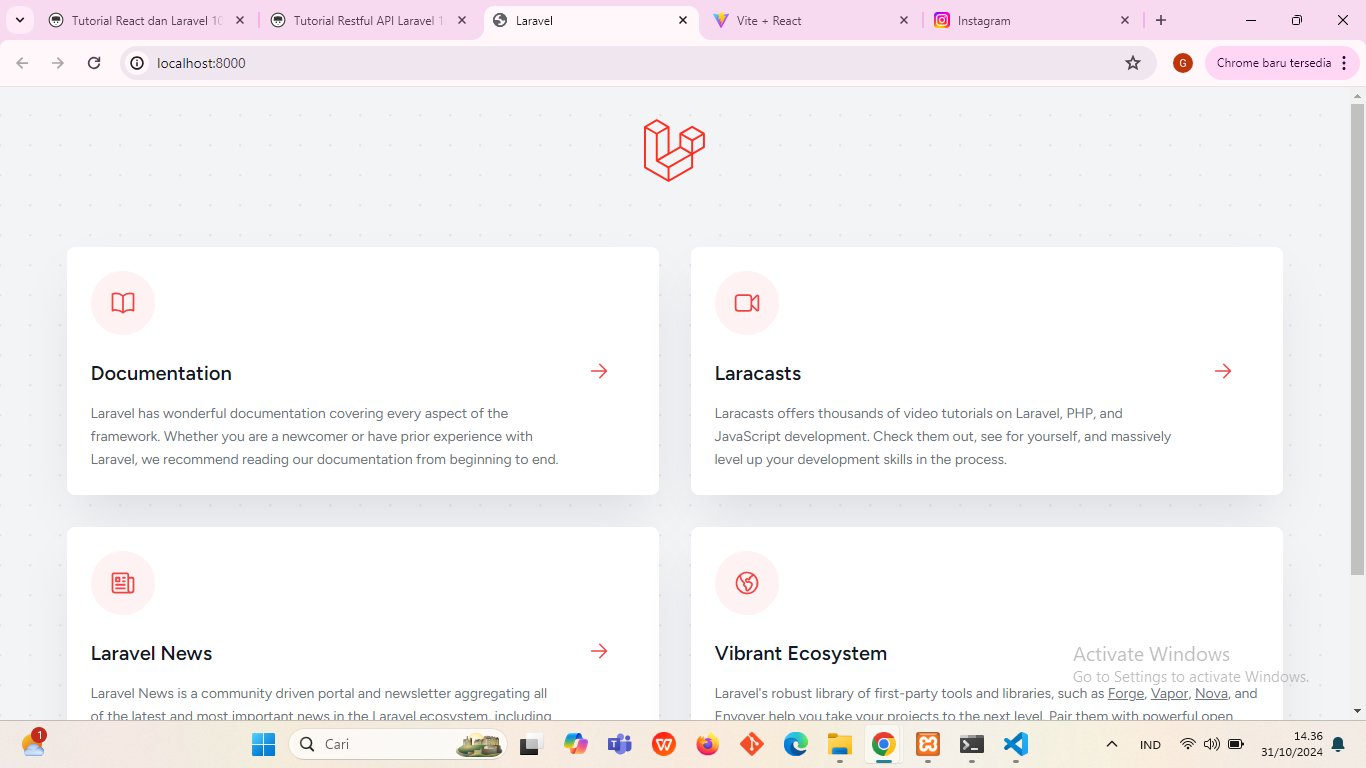 Tutorial React dan Laravel 10
Tutorial Restful API Laravel 1
Laravel
Vite + React
Instagram
localhost:8000
G
Chrome baru tersedia
Documentation
Laravel has wonderful documentation covering every aspect of the
framework. Whether you are a newcomer or have prior experience with
Laravel, we recommend reading our documentation from beginning to end.
Laracasts
Laracasts offers thousands of video tutorials on Laravel, PHP, and
JavaScript development. Check them out, see for yourself, and massively
level up your development skills in the process.
Laravel News
Laravel News is a community driven portal and newsletter aggregating all
of the latest and most important news in the Laravel ecosystem, including
Vibrant Ecosystem
Laravel's robust library of first-party tools and libraries, such as Forge, Vapor, Nova, and
Envoyer help you take your projects to the next level. Pair them with powerful open
Activate Windows
Go to Settings to activate Windows.
1
Cari
IND
14.36
31/10/2024